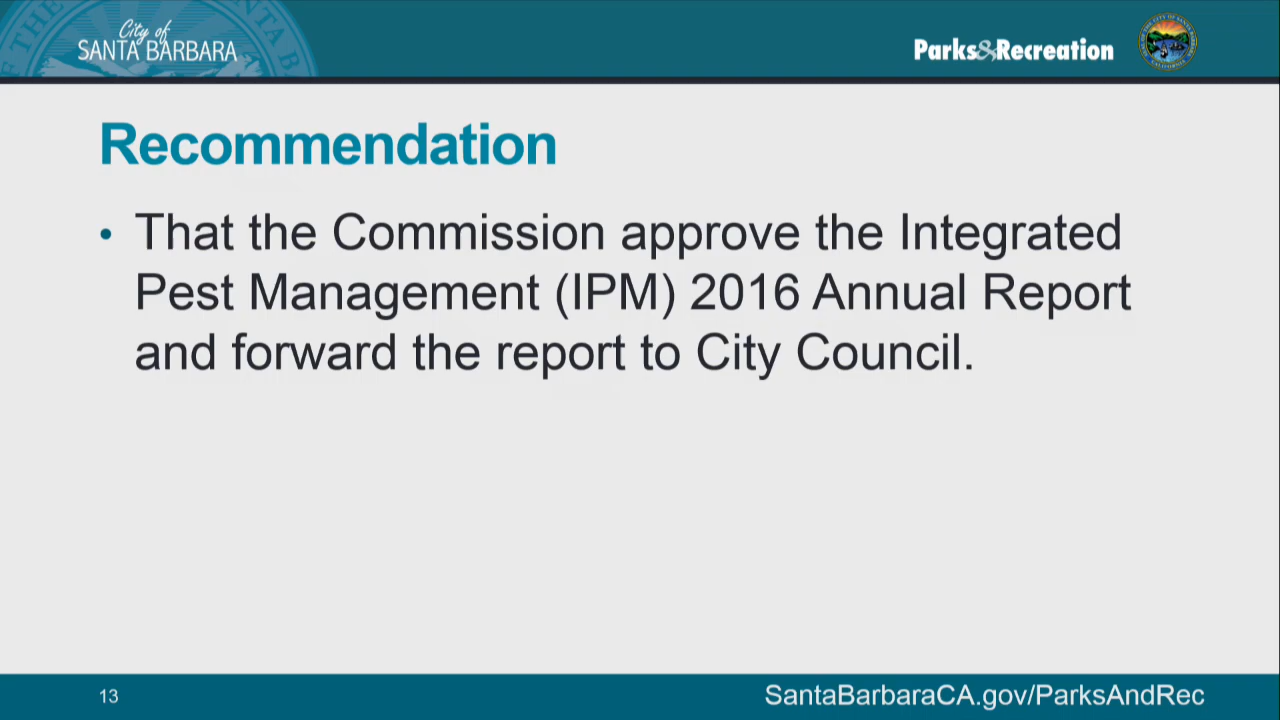 City of
SANTA BARBARA
Parks&Recreation
Recommendation
• That the Commission approve the Integrated
Pest Management (IPM) 2016 Annual Report
and forward the report to City Council.
13
SantaBarbaraCA.gov/ParksAndRec